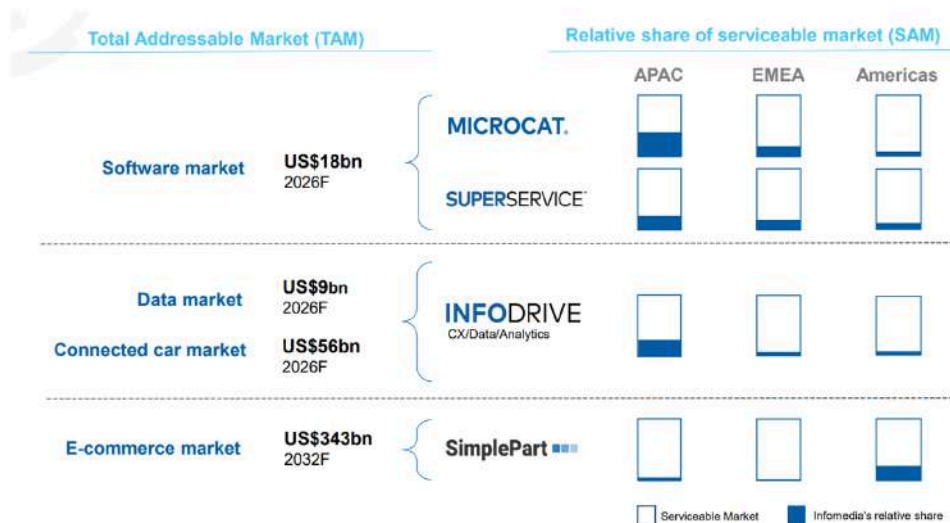 Total Addressable Market (TAM)
Relative share of serviceable market (SAM)
APAC
EMEA
Americas
Software market
US$18bn
2026F
MICROCAT.
SUPERSERVICE
Data market
US$9bn
2026F
Connected car market
US$56bn
2026F
INFODRIVE
CX/Data/Analytics
E-commerce market
US$343bn
2032F
SimplePart
Serviceable Market
Infomedia's relative share